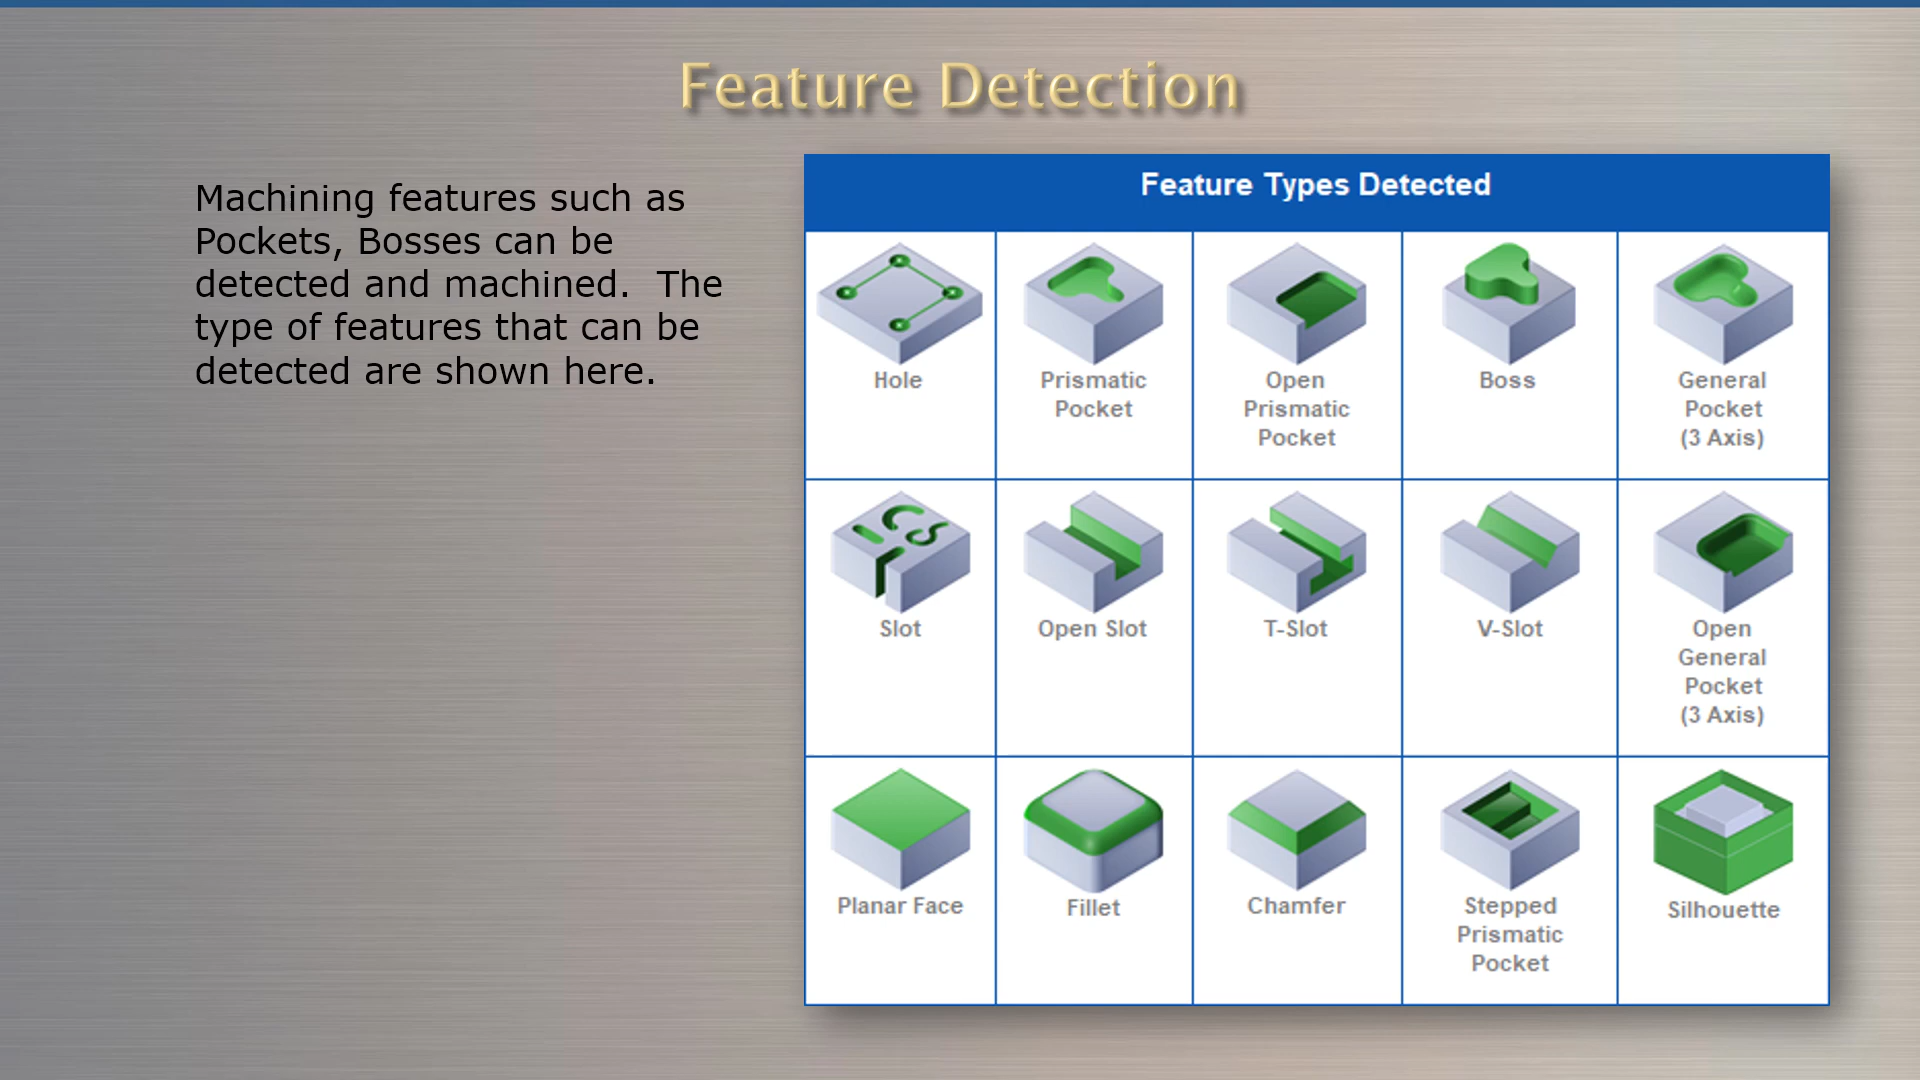 Feature Detection
Machining features such as
Pockets, Bosses can be
detected and machined.  The
type of features that can be
detected are shown here.
Feature Types Detected
Hole
Prismatic
Pocket
Open
Prismatic
Pocket
Boss
General
Pocket
(3 Axis)
Slot
Open Slot
T-Slot
V-Slot
Open
General
Pocket
(3 Axis)
Planar Face
Fillet
Chamfer
Stepped
Prismatic
Pocket
Silhouette